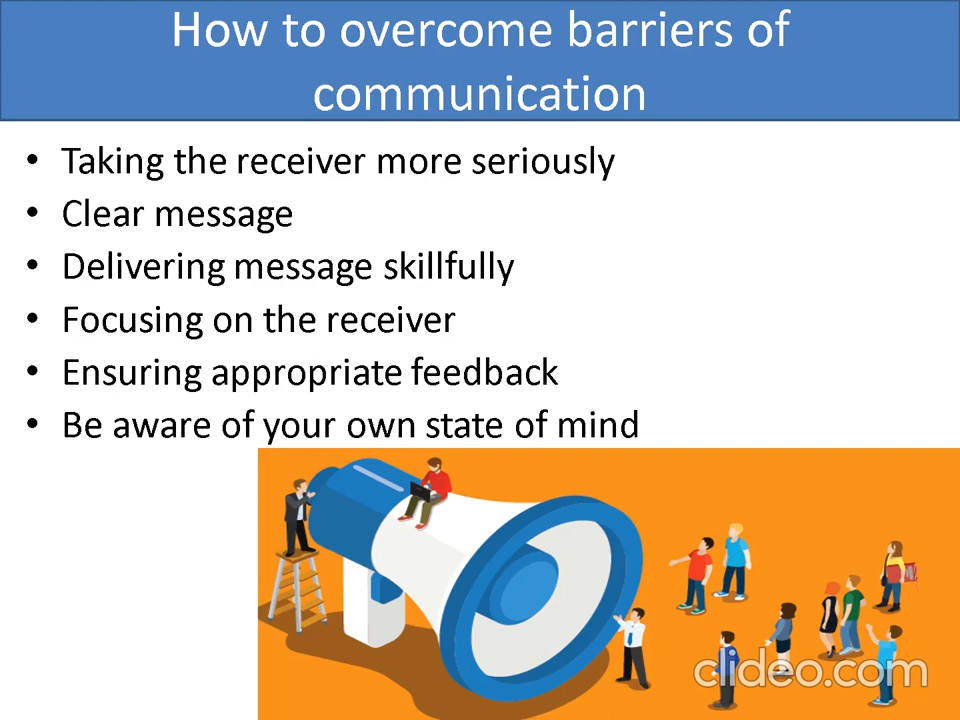 How to overcome barriers of
communication
• Taking the receiver more seriously
• Clear message
• Delivering message skillfully
• Focusing on the receiver
• Ensuring appropriate feedback
• Be aware of your own state of mind
clideo.com